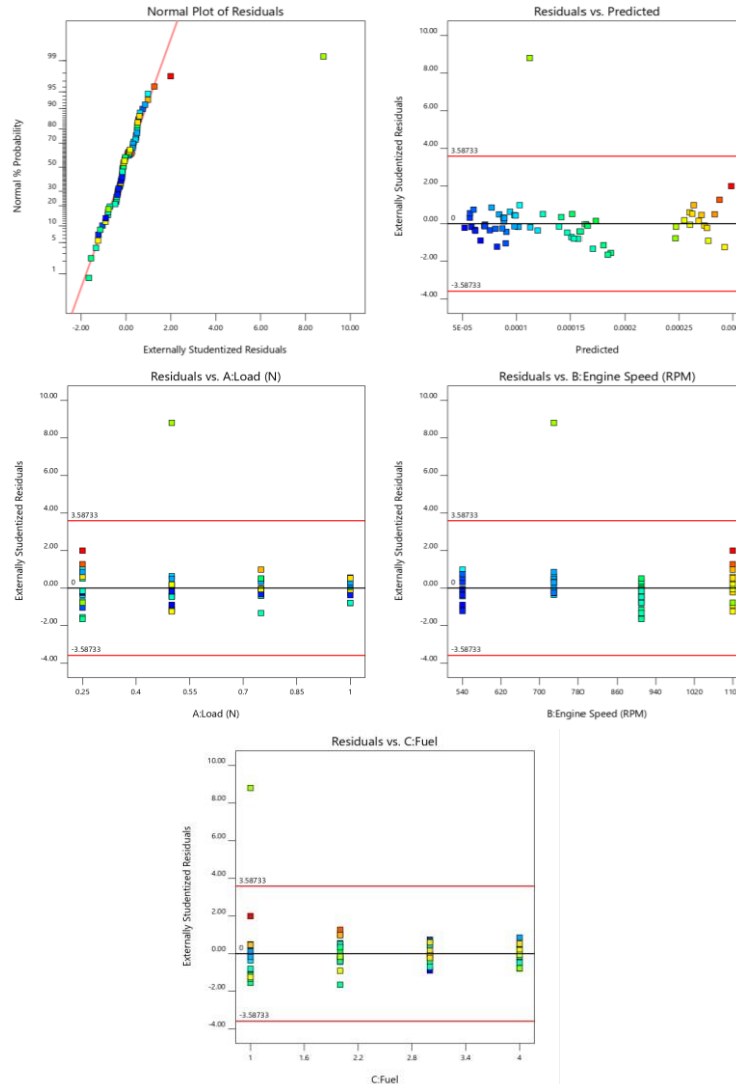 Normal Plot of Residuals
Normal % Probability
99
95
90
80
70
50
30
20
10
5
1
-2.00 0.00 2.00 4.00 6.00 8.00 10.00
Externally Studentized Residuals
Residuals vs. Predicted
Externally Studentized Residuals
10.00
8.00
6.00
4.00
3.58733
2.00
0.00
0
-2.00
-3.58733
-4.00
5E-05 0.0001 0.00015 0.0002 0.00025 0.000
Predicted
Residuals vs. A:Load (N)
Externally Studentized Residuals
10.00
8.00
6.00
4.00
3.58733
2.00
0.00
0
-2.00
-3.58733
-4.00
0.25 0.4 0.55 0.7 0.85 1
A:Load (N)
Residuals vs. B:Engine Speed (RPM)
Externally Studentized Residuals
10.00
8.00
6.00
4.00
3.58733
2.00
0.00
0
-2.00
-3.58733
-4.00
540 620 700 780 860 940 1020 110
B:Engine Speed (RPM)
Residuals vs. C:Fuel
Externally Studentized Residuals
10.00
8.00
6.00
4.00
3.58733
2.00
0.00
0
-2.00
-3.58733
-4.00
1 1.6 2.2 2.8 3.4 4
C:Fuel